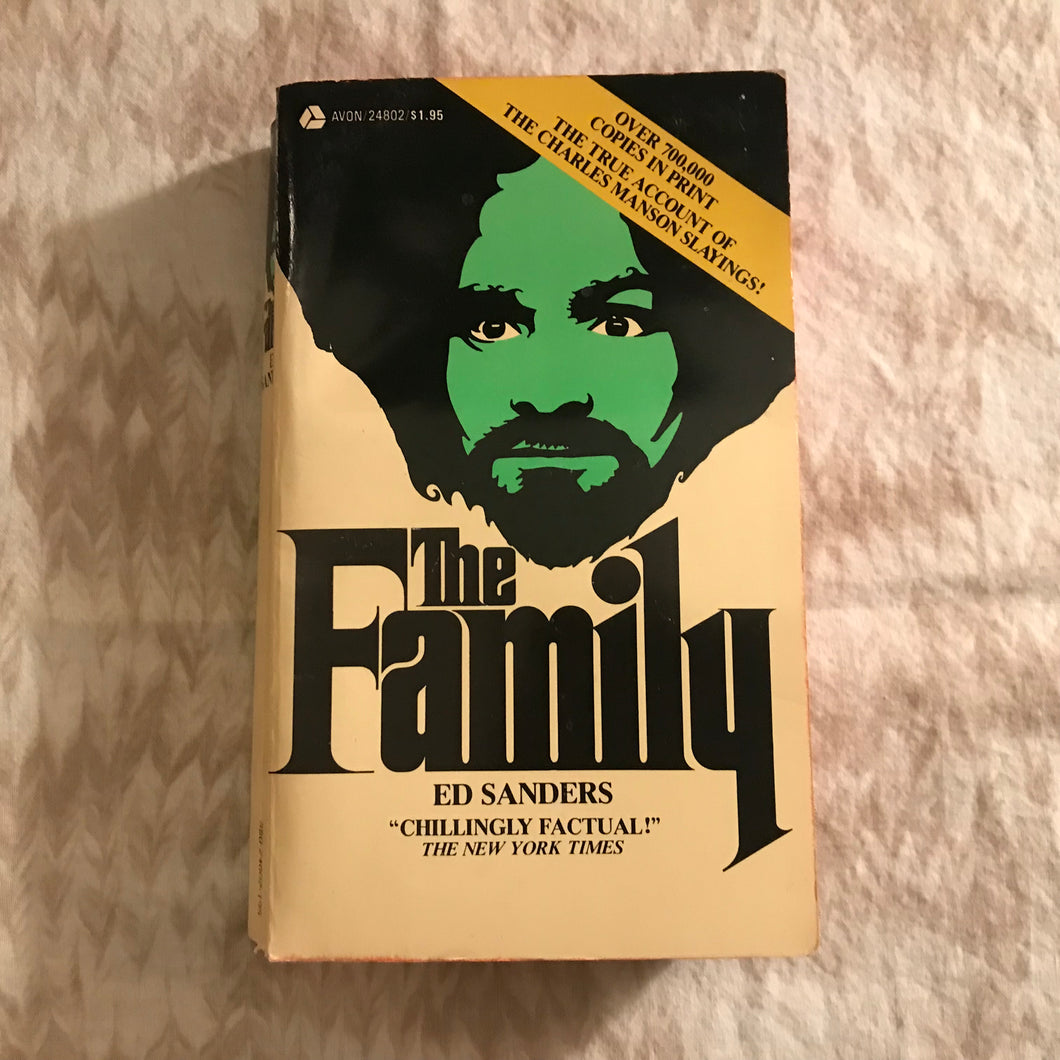 AVON/24802/$1.95
OVER 700,000
COPIES IN PRINT
THE TRUE ACCOUNT OF
THE CHARLES MANSON SLAYINGS!
The
Family
ED SANDERS
“CHILLINGLY FACTUAL!”
THE NEW YORK TIMES